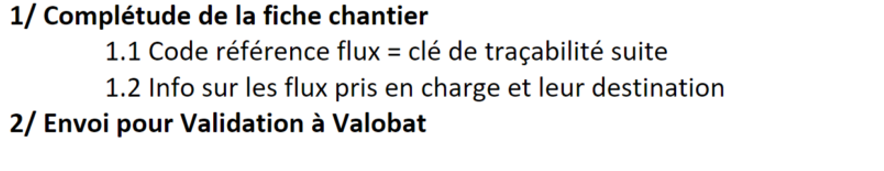 1/ Complétude de la fiche chantier
1.1 Code référence flux = clé de traçabilité suite
1.2 Info sur les flux pris en charge et leur destination
2/ Envoi pour Validation à Valobat